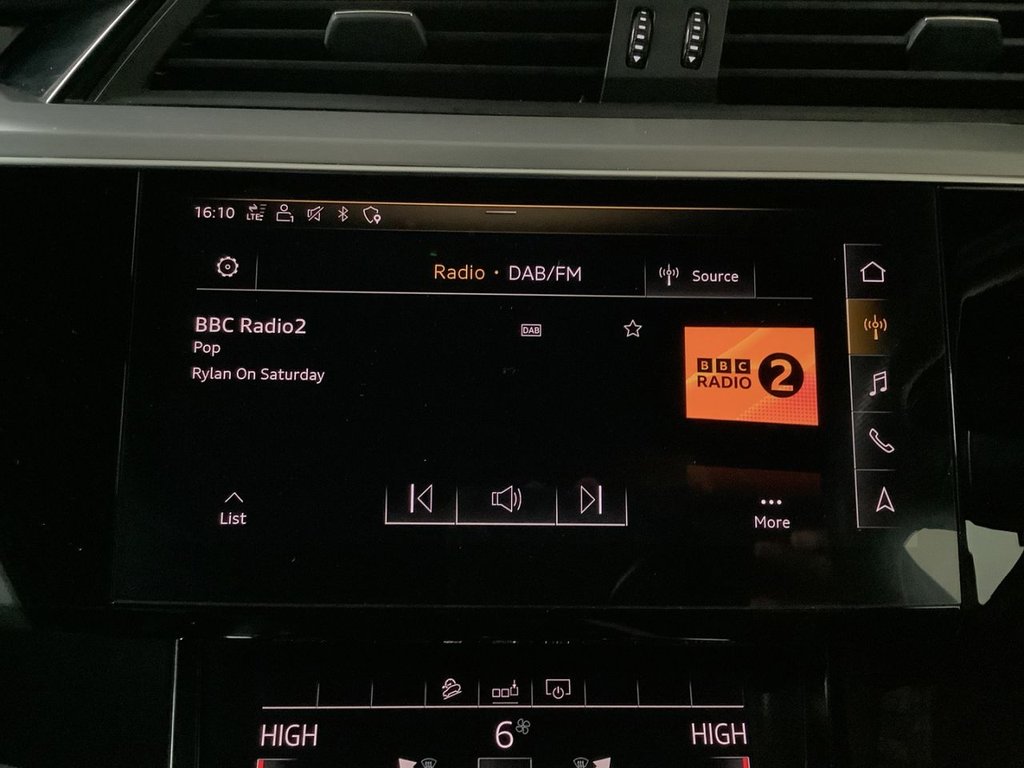 16:10 LTE 1
Radio • DAB/FM
Source
BBC Radio2
DAB
Pop
Rylan On Saturday
BBC
RADIO 2
List
More
HIGH 6 HIGH